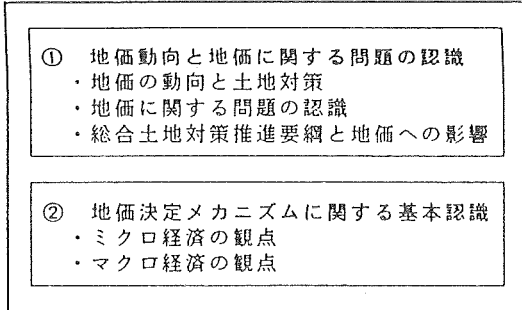 ① 地価動向と地価に関する問題の認識
・地価の動向と土地対策
・地価に関する問題の認識
・総合土地対策推進要綱と地価への影響
② 地価決定メカニズムに関する基本認識
・ミクロ経済の観点
・マクロ経済の観点